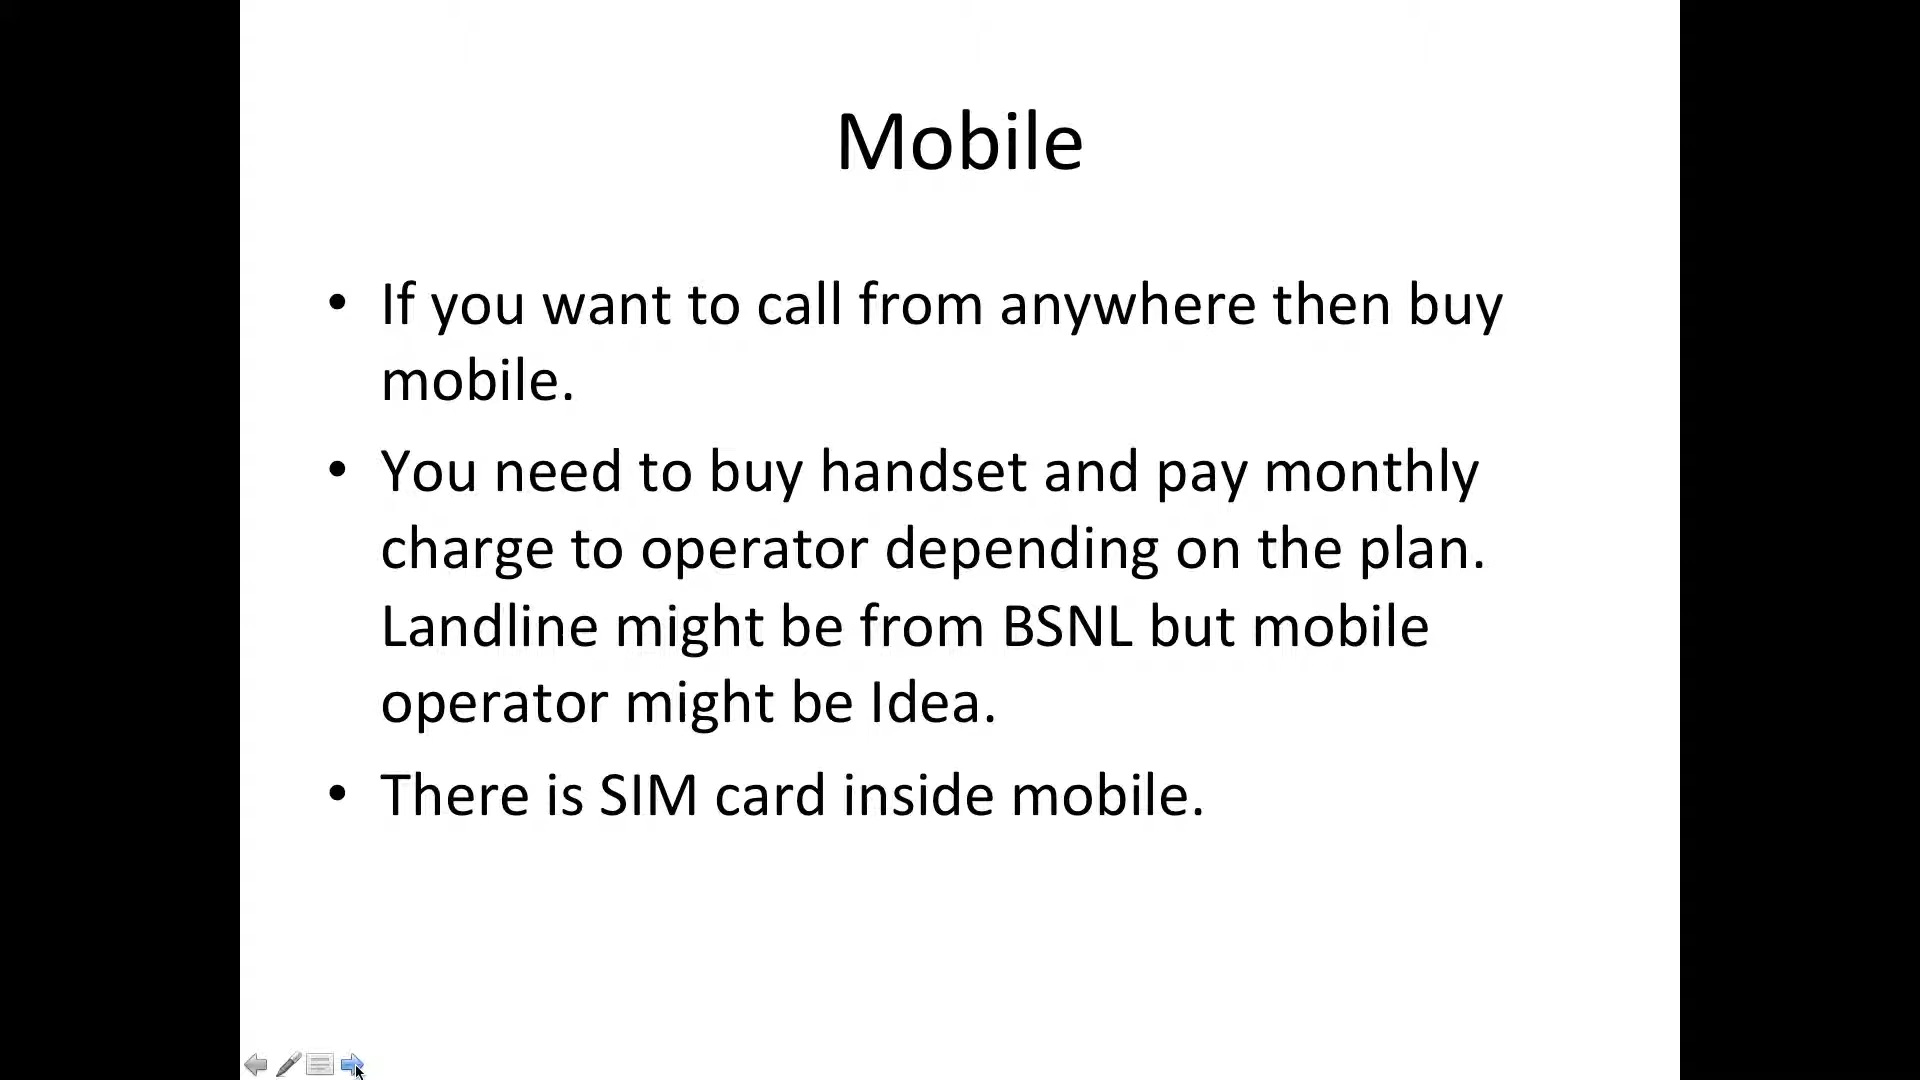 Mobile
• If you want to call from anywhere then buy
mobile.
• You need to buy handset and pay monthly
charge to operator depending on the plan.
Landline might be from BSNL but mobile
operator might be Idea.
• There is SIM card inside mobile.